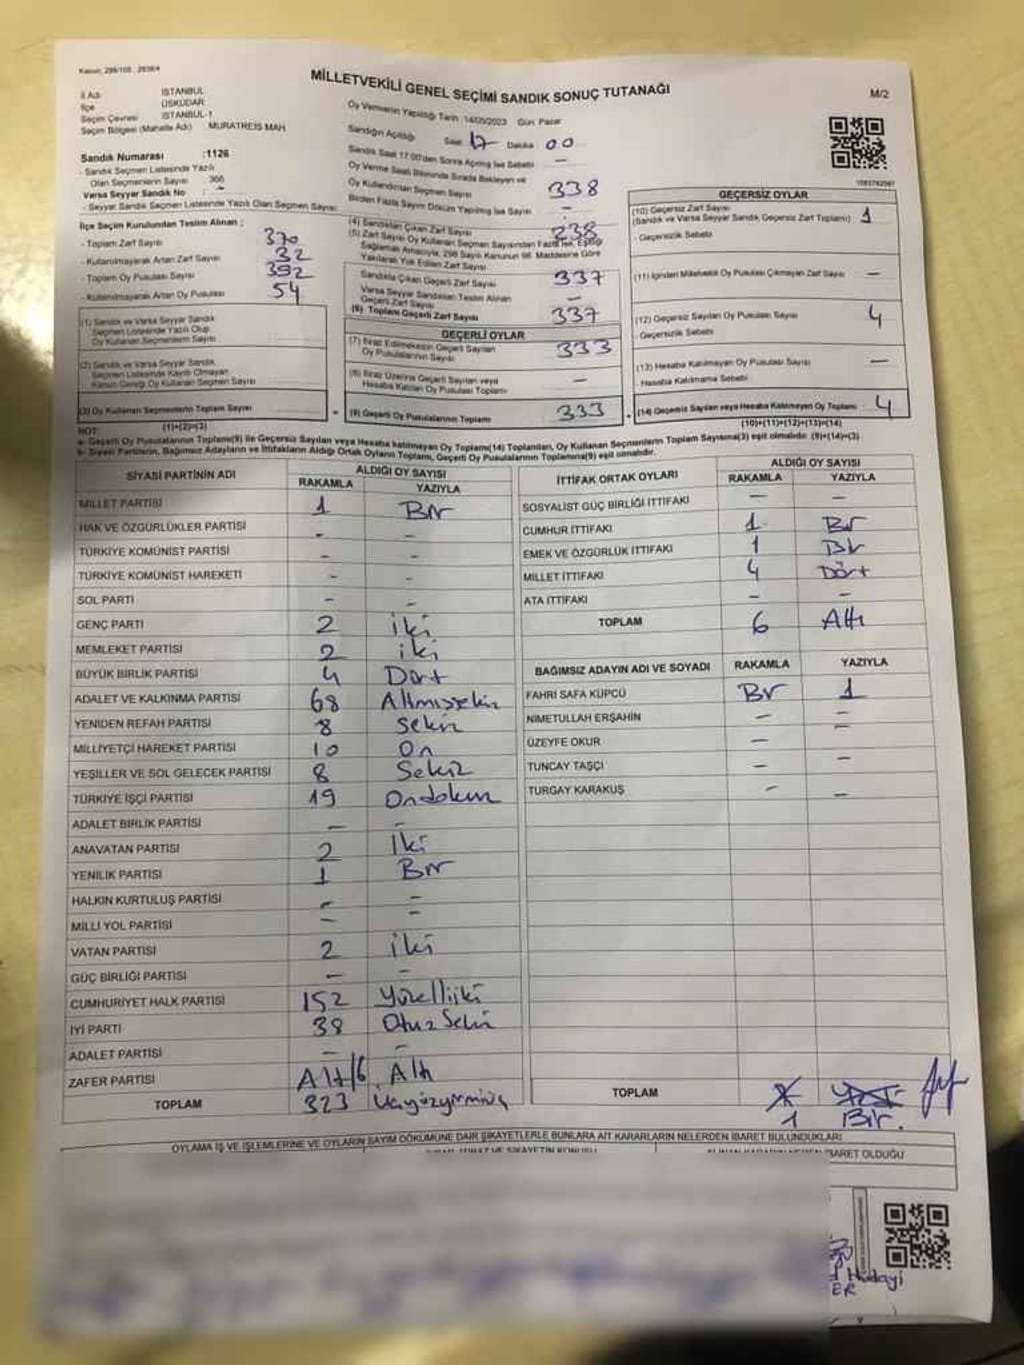 Kanun: 299/105 : 2839/4
MİLLETVEKİLİ GENEL SEÇİMİ SANDIK SONUÇ TUTANAĞI
M/2
İl Adı İSTANBUL
İlçe ÜSKÜDAR
Seçim Çevresi İSTANBUL-1
Seçim Bölgesi (Mahalle Adı) MURATREİS MAH
Oy Vermenin Yapıldığı Tarih :14/05/2023 Gün: Pazar
Sandığın Açıldığı Saat 17 Dakika 00
Sandık Saat 17:00'den Sonra Açılmış İse Sebebi —
Oy Verme Saati Bitiminde Sırada Bekleyen ve
Oy Kullandırılan Seçmen Sayısı 338
Birden Fazla Sayım Döküm Yapılmış İse Sayısı -
Sandık Numarası :1126
- Sandık Seçmen Listesinde Yazılı
Olan Seçmenlerin Sayısı 366
Varsa Seyyar Sandık No : -
- Seyyar Sandık Seçmen Listesinde Yazılı Olan Seçmen Sayısı:
İlçe Seçim Kurulundan Teslim Alınan ;
- Toplam Zarf Sayısı 370
- Kullanılmayarak Artan Zarf Sayısı 32
- Toplam Oy Pusulası Sayısı 392
- Kullanılmayarak Artan Oy Pusulası 54
(1) Sandık ve Varsa Seyyar Sandık
Seçmen Listesinde Yazılı Olup
Oy Kullanan Seçmenlerin Sayısı
(2) Sandık ve Varsa Seyyar Sandık
Seçmen Listesinde Kayıtlı Olmayan
Kanun Gereği Oy Kullanan Seçmen Sayısı
(3) Oy Kullanan Seçmenlerin Toplam Sayısı
(1)+(2)=(3)
(4) Sandıktan Çıkan Zarf Sayısı 238
(5) Zarf Sayısı Oy Kullanan Seçmen Sayısından Fazla İse, Eşitliği
Sağlamak Amacıyla, 298 Sayılı Kanunun 98. Maddesine Göre
Yakılarak Yok Edilen Zarf Sayısı
Sandıkta Çıkan Geçerli Zarf Sayısı 337
Varsa Seyyar Sandıktan Teslim Alınan
Geçerli Zarf Sayısı —
(6) Toplam Geçerli Zarf Sayısı 337
GEÇERLİ OYLAR
(7) İtiraz Edilmeksizin Geçerli Sayılan
Oy Pusulalarının Sayısı 333
(8) İtiraz Üzerine Geçerli Sayılan veya
Hesaba Katılan Oy Pusulası Toplamı —
(9) Geçerli Oy Pusulalarının Toplamı 333
GEÇERSİZ OYLAR
(10) Geçersiz Zarf Sayısı
(Sandık ve Varsa Seyyar Sandık Geçersiz Zarf Toplamı) 1
- Geçersizlik Sebebi
(11) İçinden Milletvekili Oy Pusulası Çıkmayan Zarf Sayısı —
(12) Geçersiz Sayılan Oy Pusulası Sayısı 4
Geçersizlik Sebebi
(13) Hesaba Katılmayan Oy Pusulası Sayısı —
Hesaba Katılmama Sebebi
(14) Geçersiz Sayılan veya Hesaba Katılmayan Oy Toplamı 4
(10)+(11)+(12)+(13)=(14)
NOT:
a- Geçerli Oy Pusulalarının Toplamı(9) ile Geçersiz Sayılan veya Hesaba katılmayan Oy Toplamı(14) Toplamları, Oy Kullanan Seçmenlerin Toplam Sayısına(3) eşit olmalıdır. (9)+(14)=(3)
b- Siyasi Partilerin, Bağımsız Adayların ve İttifakların Aldığı Ortak Oyların Toplamı, Geçerli Oy Pusulalarının Toplamına(9) eşit olmalıdır.
SİYASİ PARTİNİN ADI ALDIĞI OY SAYISI
RAKAMLA YAZIYLA
MİLLET PARTİSİ 1 Bir
HAK VE ÖZGÜRLÜKLER PARTİSİ - -
TÜRKİYE KOMÜNİST PARTİSİ - -
TÜRKİYE KOMÜNİST HAREKETİ - -
SOL PARTİ - -
GENÇ PARTİ 2 iki
MEMLEKET PARTİSİ 2 iki
BÜYÜK BİRLİK PARTİSİ 4 Dört
ADALET VE KALKINMA PARTİSİ 68 Altmışsekiz
YENİDEN REFAH PARTİSİ 8 sekiz
MİLLİYETÇİ HAREKET PARTİSİ 10 On
YEŞİLLER VE SOL GELECEK PARTİSİ 8 Sekiz
TÜRKİYE İŞÇİ PARTİSİ 19 Ondokuz
ADALET BİRLİK PARTİSİ - -
ANAVATAN PARTİSİ 2 İki
YENİLİK PARTİSİ 1 Bir
HALKIN KURTULUŞ PARTİSİ - -
MİLLİ YOL PARTİSİ - -
VATAN PARTİSİ 2 iki
GÜÇ BİRLİĞİ PARTİSİ - -
CUMHURİYET HALK PARTİSİ 152 Yüzelliiki
İYİ PARTİ 38 Otuz Sekiz
ADALET PARTİSİ - -
ZAFER PARTİSİ Altı/6 Altı
TOPLAM 323 Üçyüzyirmiüç
İTTİFAK ORTAK OYLARI ALDIĞI OY SAYISI
RAKAMLA YAZIYLA
SOSYALİST GÜÇ BİRLİĞİ İTTİFAKI — -
CUMHUR İTTİFAKI 1 Bir
EMEK VE ÖZGÜRLÜK İTTİFAKI 1 Bir
MİLLET İTTİFAKI 4 Dört
ATA İTTİFAKI - -
TOPLAM 6 Altı
BAĞIMSIZ ADAYIN ADI VE SOYADI RAKAMLA YAZIYLA
FAHRİ SAFA KÜPCÜ Bir 1
NİMETULLAH ERŞAHİN - -
ÜZEYFE OKUR - -
TUNCAY TAŞÇI - -
TURGAY KARAKUŞ - -
TOPLAM 1 Bir.
OYLAMA İŞ VE İŞLEMLERİNE VE OYLARIN SAYIM DÖKÜMÜNE DAİR ŞİKAYETLERLE BUNLARA AİT KARARLARIN NELERDEN İBARET BULUNDUKLARI
İBARET OLDUĞU
Hüdayi
ER